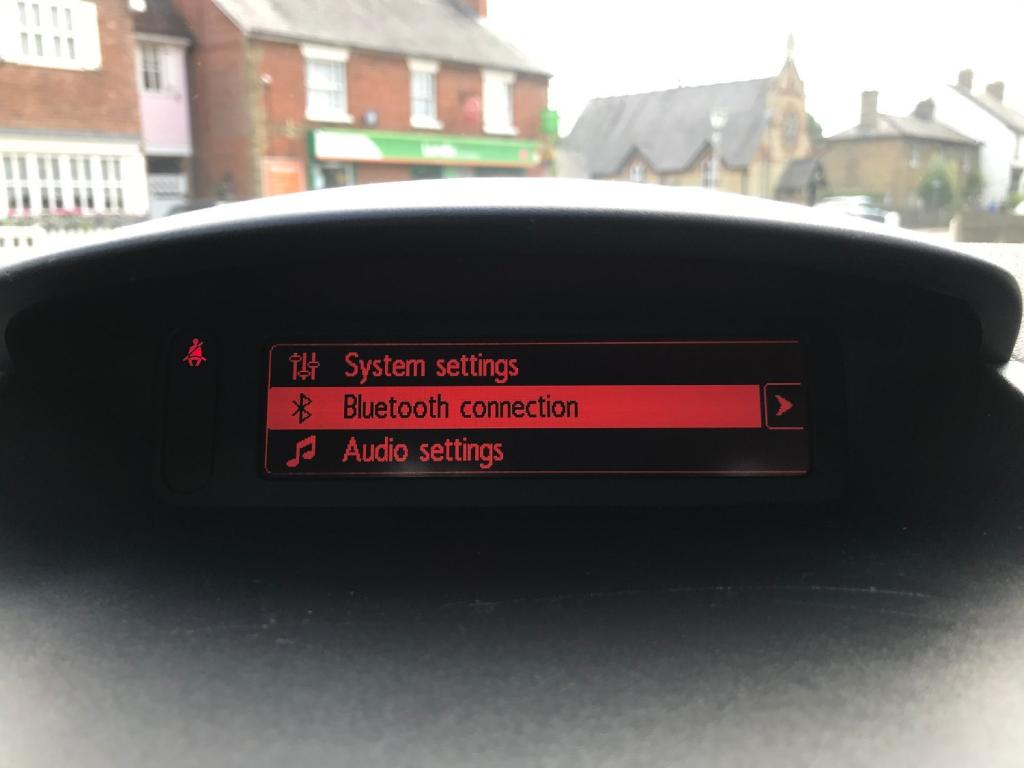 System settings
Bluetooth connection
Audio settings